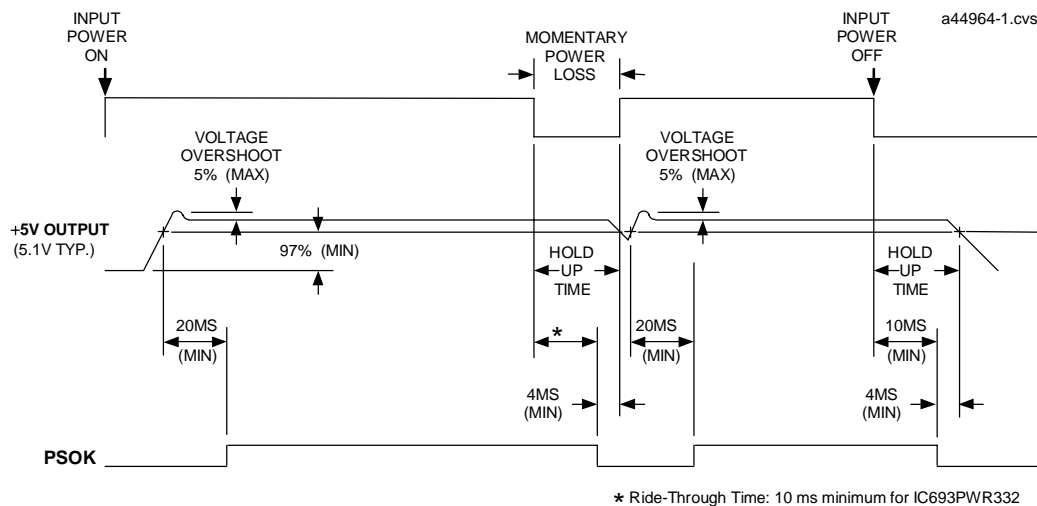 INPUT
POWER
ON
MOMENTARY
POWER
LOSS
INPUT
POWER
OFF
a44964-1.cvs
VOLTAGE
OVERSHOOT
5% (MAX)
VOLTAGE
OVERSHOOT
5% (MAX)
+5V OUTPUT
(5.1V TYP.)
97% (MIN)
HOLD
UP
TIME
HOLD
UP
TIME
20MS
(MIN)
*
20MS
(MIN)
10MS
(MIN)
4MS
(MIN)
4MS
(MIN)
PSOK
* Ride-Through Time: 10 ms minimum for IC693PWR332